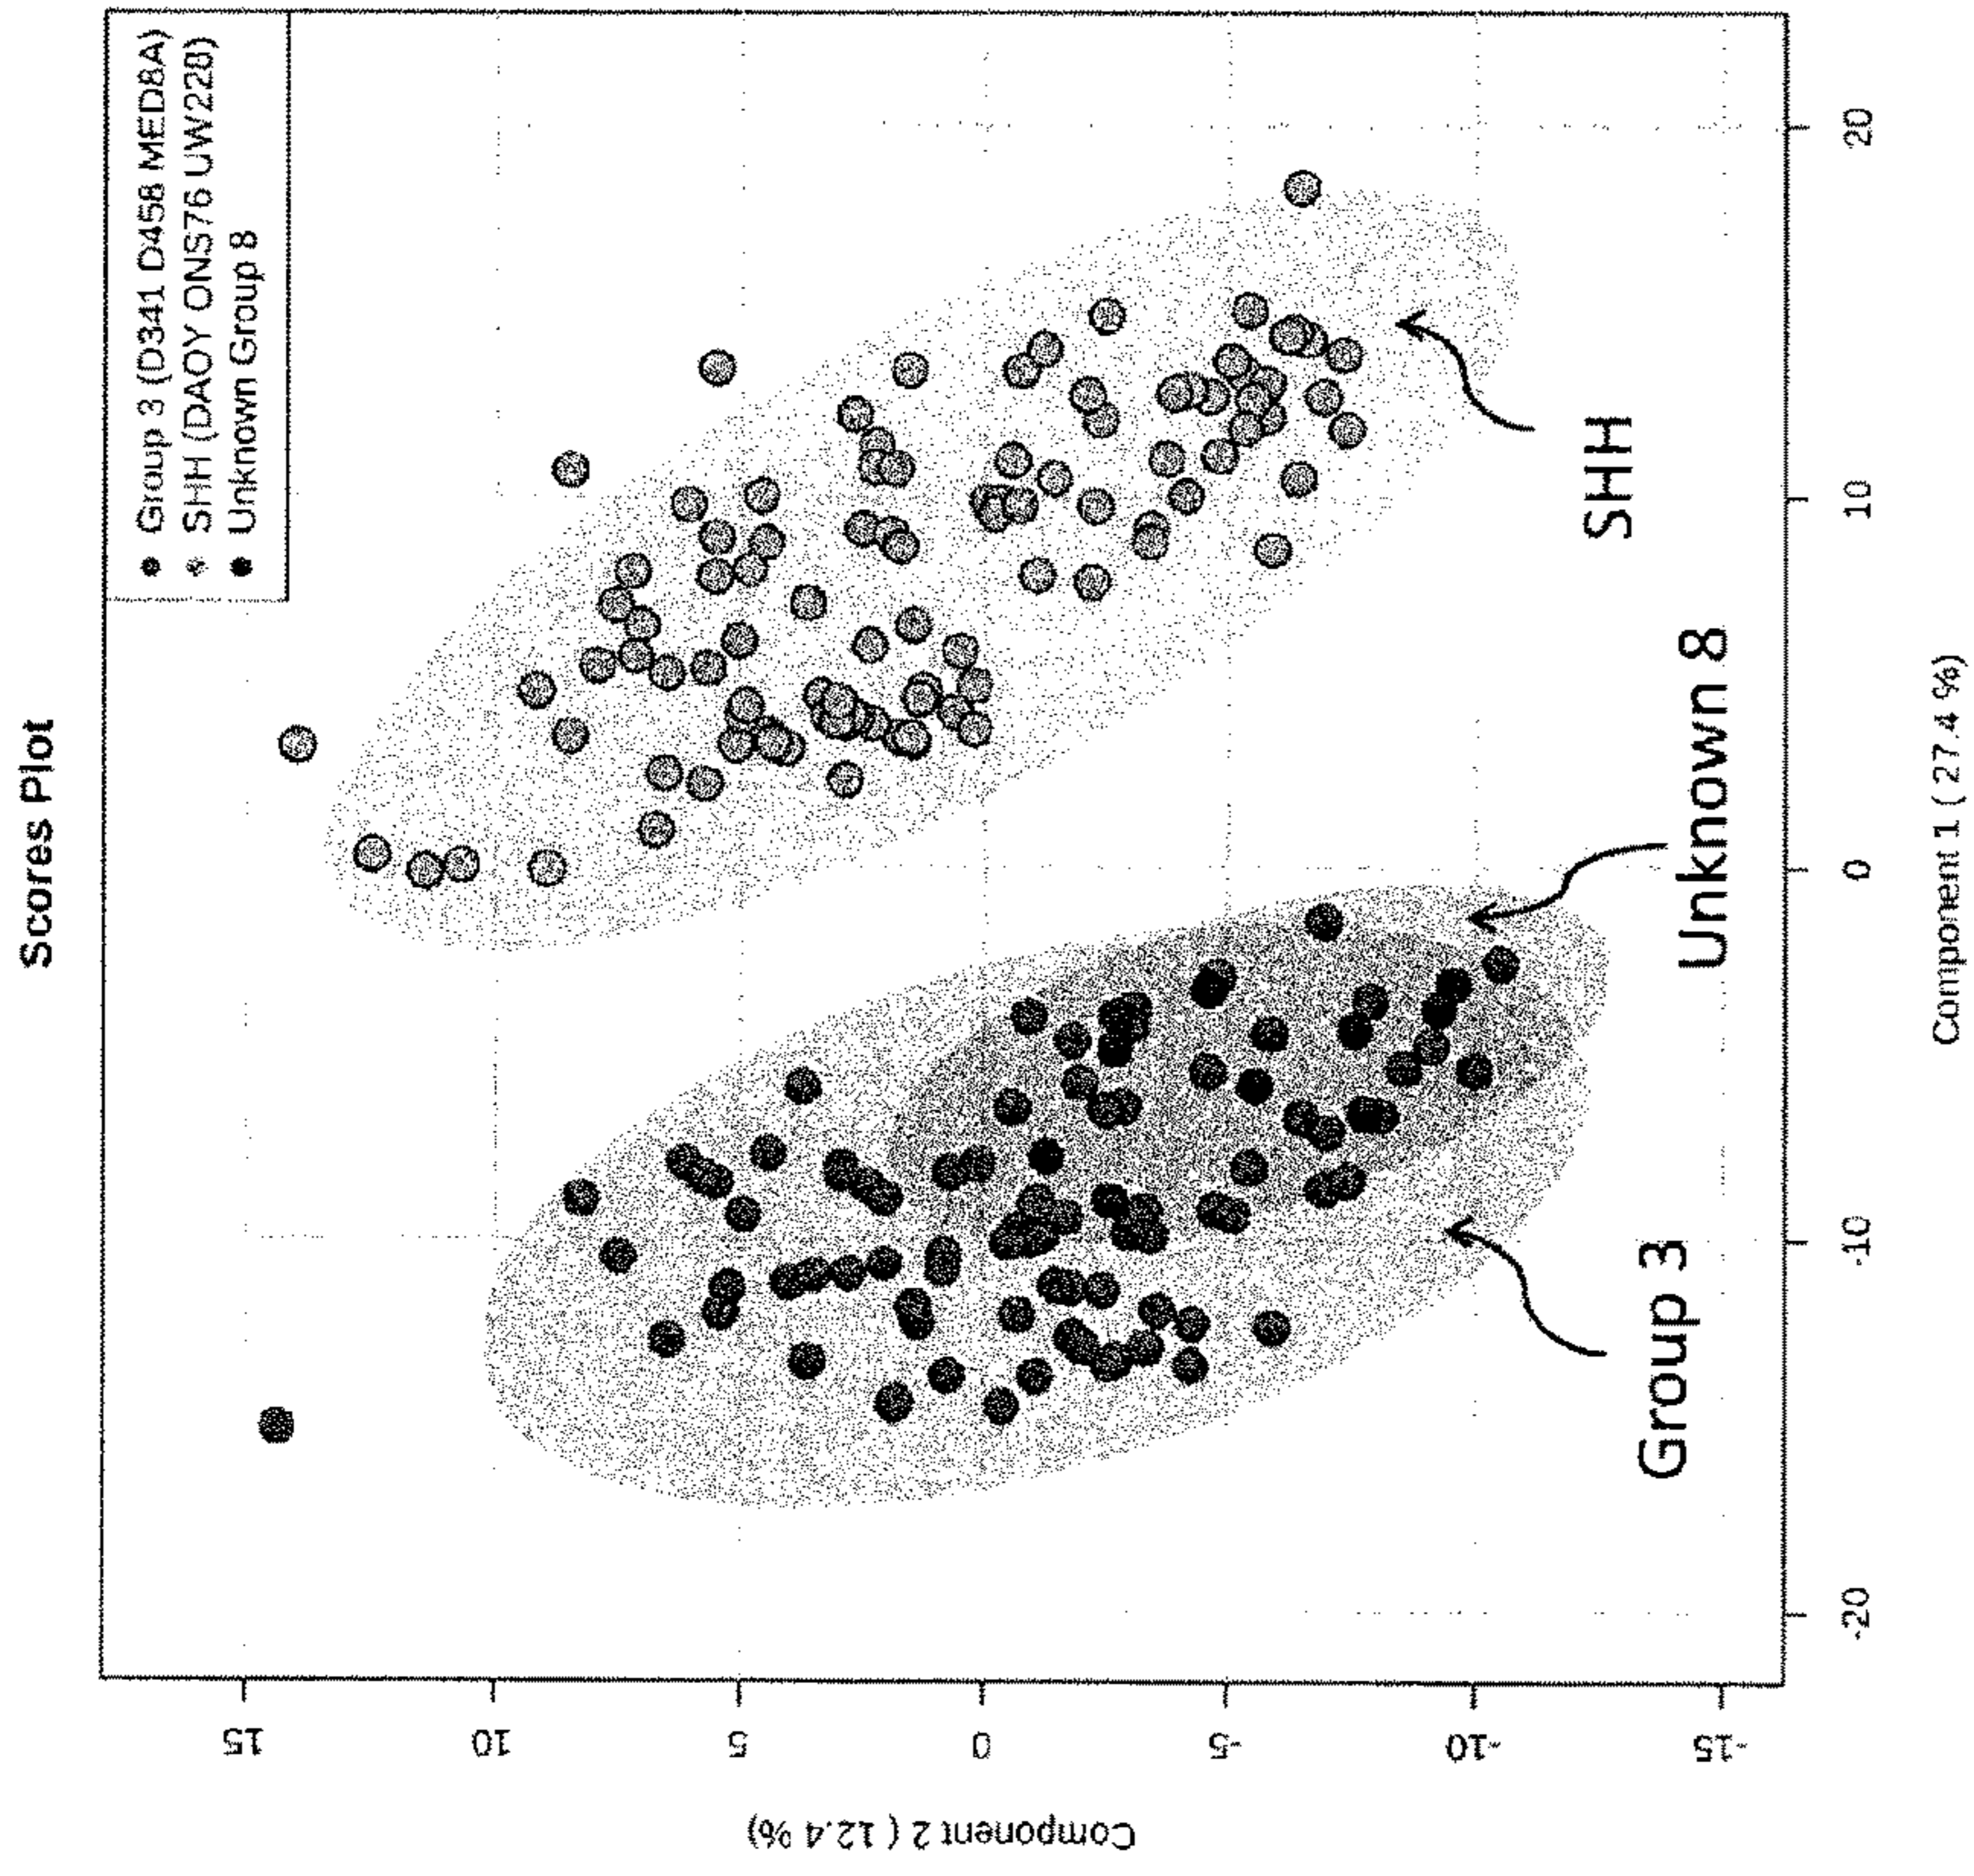 Scores Plot
Group 3 (D341 D458 MED8A)
SHH (DAOY ONS76 UW228)
Unknown Group 8
SHH
Unknown 8
Group 3
15
10
5
0
-5
-10
-15
Component 2 ( 12.4 %)
-20
-10
0
10
20
Component 1 ( 27.4 %)